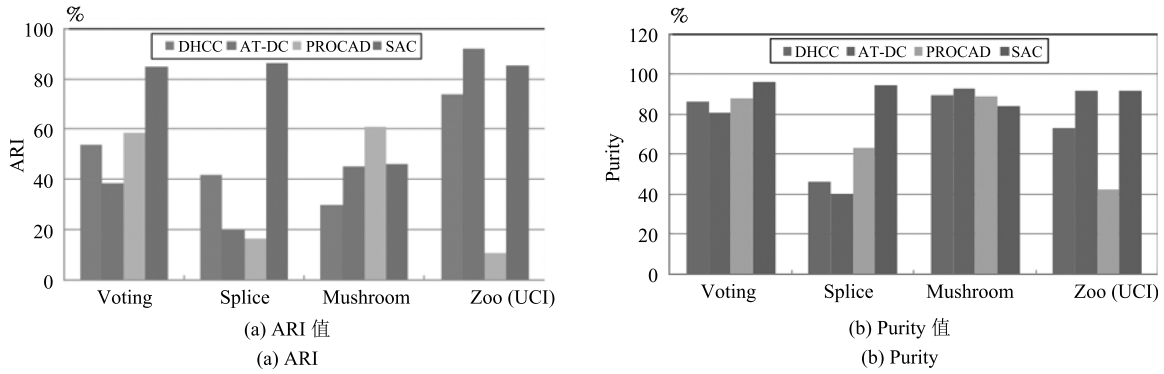 %
100
80
60
40
20
0
ARI
DHCC AT-DC PROCAD SAC
Voting Splice Mushroom Zoo (UCI)
(a) ARI 值
(a) ARI
%
120
100
80
60
40
20
0
Purity
DHCC AT-DC PROCAD SAC
Voting Splice Mushroom Zoo (UCI)
(b) Purity 值
(b) Purity